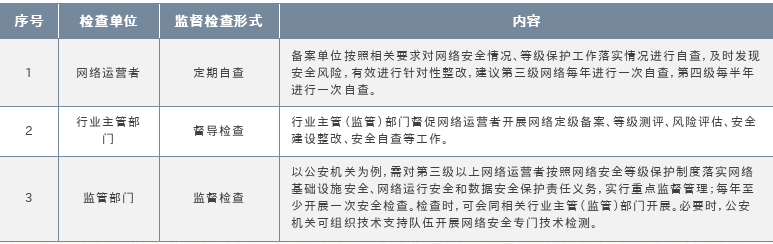 序号 检查单位 监督检查形式 内容
1 网络运营者 定期自查 备案单位按照相关要求对网络安全情况、等级保护工作落实情况进行自查，及时发现
安全风险，有效进行针对性整改，建议第三级网络每年进行一次自查，第四级每半年
进行一次自查。
2 行业主管部
门 督导检查 行业主管（监管）部门督促网络运营者开展网络定级备案、等级测评、风险评估、安全
建设整改、安全自查等工作。
3 监管部门 监督检查 以公安机关为例，需对第三级以上网络运营者按照网络安全等级保护制度落实网络
基础设施安全、网络运行安全和数据安全保护责任义务，实行重点监督管理；每年至
少开展一次安全检查。检查时，可会同相关行业主管（监管）部门开展。必要时，公安
机关可组织技术支持队伍开展网络安全专门技术检测。